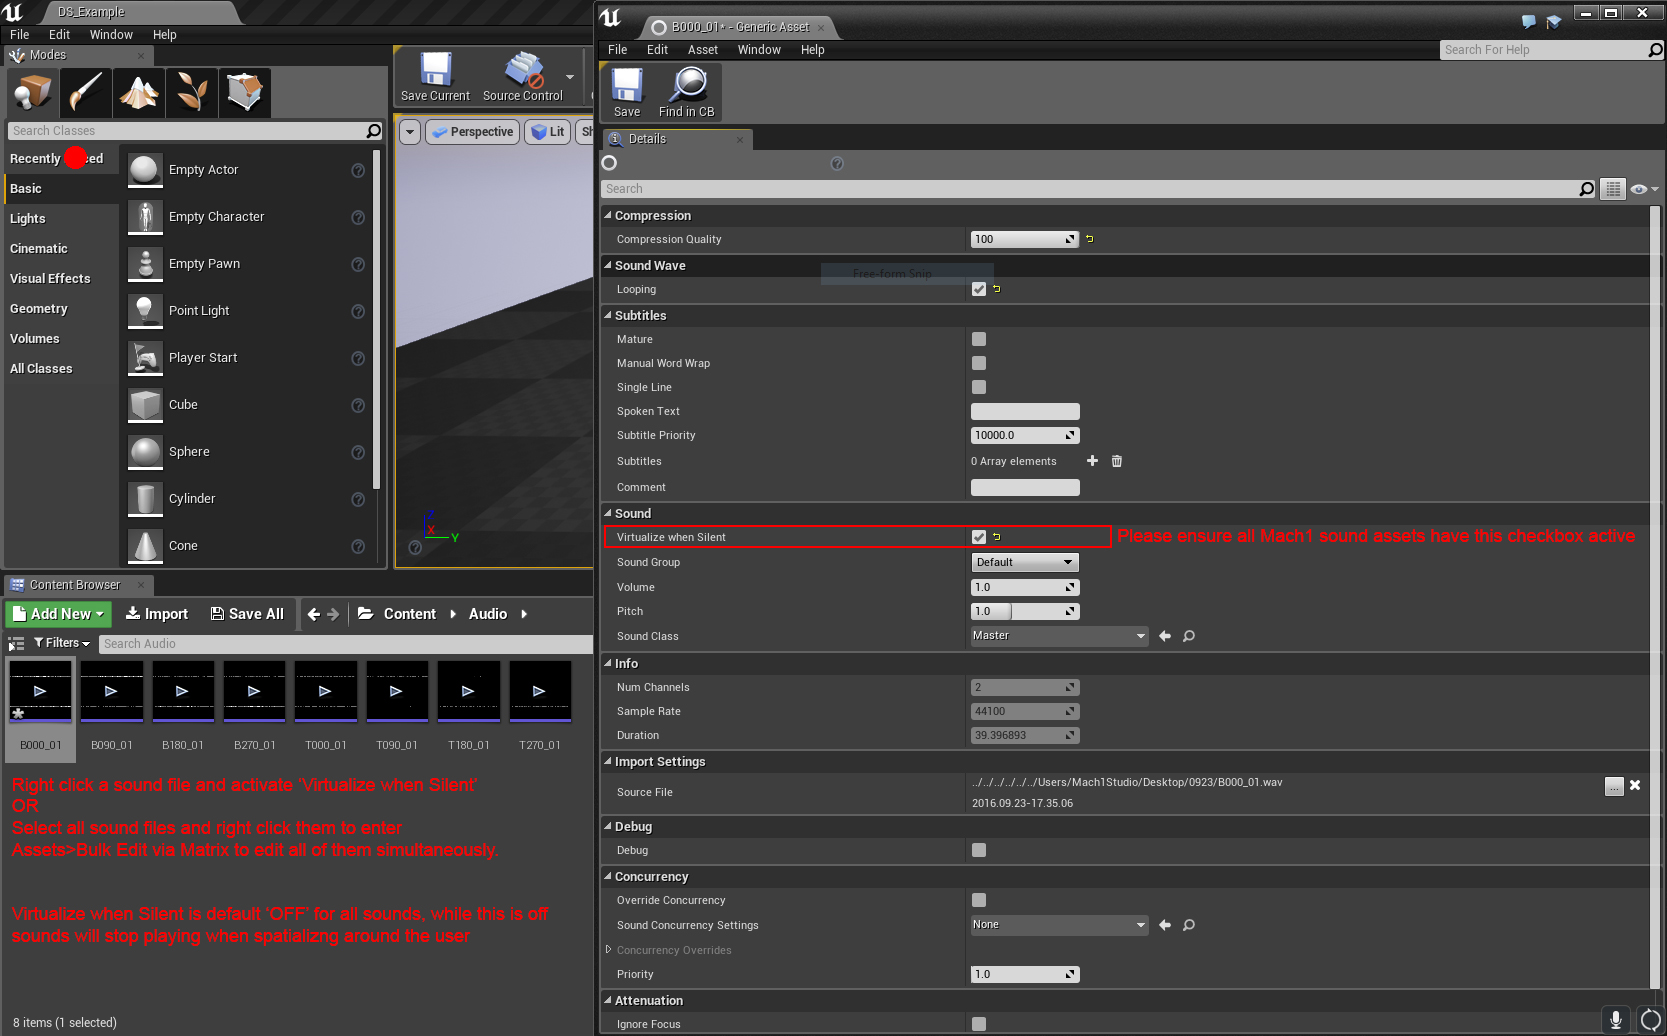 DS_Example
File Edit Window Help
Modes
Search Classes
Recently
Basic
Lights
Cinematic
Visual Effects
Geometry
Volumes
All Classes
Empty Actor
Empty Character
Empty Pawn
Point Light
Player Start
Cube
Sphere
Cylinder
Cone
Save Current
Source Control
Perspective
Lit
Z
X
Y
Content Browser
Add New
Import
Save All
Content
Audio
Filters
Search Audio
B000_01
B090_01
B180_01
B270_01
T000_01
T090_01
T180_01
T270_01
Right click a sound file and activate 'Virtualize when Silent'
OR
Select all sound files and right click them to enter
Assets>Bulk Edit via Matrix to edit all of them simultaneously.
Virtualize when Silent is default 'OFF' for all sounds, while this is off
sounds will stop playing when spatializng around the user
8 items (1 selected)
B000_01* - Generic Asset
File Edit Asset Window Help
Search For Help
Save
Find in CB
Details
Search
Compression
Compression Quality 100
Sound Wave
Free-form Snip
Looping
Subtitles
Mature
Manual Word Wrap
Single Line
Spoken Text
Subtitle Priority 10000.0
Subtitles 0 Array elements
Comment
Sound
Virtualize when Silent
Please ensure all Mach1 sound assets have this checkbox active
Sound Group Default
Volume 1.0
Pitch 1.0
Sound Class Master
Info
Num Channels 2
Sample Rate 44100
Duration 39.396893
Import Settings
Source File ../../../../../../Users/Mach1Studio/Desktop/0923/B000_01.wav
2016.09.23-17.35.06
...
Debug
Debug
Concurrency
Override Concurrency
Sound Concurrency Settings None
Concurrency Overrides
Priority 1.0
Attenuation
Ignore Focus